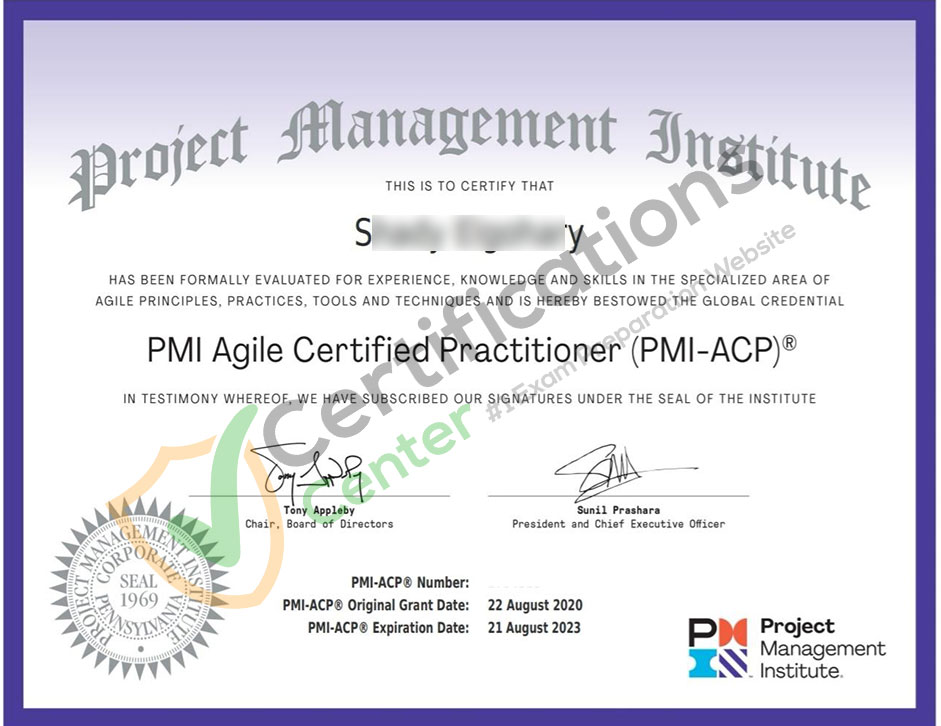 Project Management Institute
THIS IS TO CERTIFY THAT
HAS BEEN FORMALLY EVALUATED FOR EXPERIENCE, KNOWLEDGE AND SKILLS IN THE SPECIALIZED AREA OF
AGILE PRINCIPLES, PRACTICES, TOOLS AND TECHNIQUES AND IS HEREBY BESTOWED THE GLOBAL CREDENTIAL
PMI Agile Certified Practitioner (PMI-ACP)®
IN TESTIMONY WHEREOF, WE HAVE SUBSCRIBED OUR SIGNATURES UNDER THE SEAL OF THE INSTITUTE
Certifications
Center
#1 Exam Preparation Website
Tony Appleby
Chair, Board of Directors
Sunil Prashara
President and Chief Executive Officer
PROJECT MANAGEMENT INSTITUTE
CORPORATE
SEAL
1969
PENNSYLVANIA
PMI-ACP® Number:
PMI-ACP® Original Grant Date: 22 August 2020
PMI-ACP® Expiration Date: 21 August 2023
PMI
Project
Management
Institute.